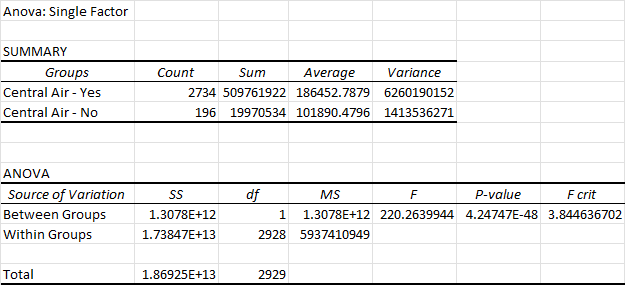 Anova: Single Factor
SUMMARY
Groups Count Sum Average Variance
Central Air - Yes 2734 509761922 186452.7879 6260190152
Central Air - No 196 19970534 101890.4796 1413536271
ANOVA
Source of Variation SS df MS F P-value F crit
Between Groups 1.3078E+12 1 1.3078E+12 220.2639944 4.24747E-48 3.844636702
Within Groups 1.73847E+13 2928 5937410949
Total 1.86925E+13 2929